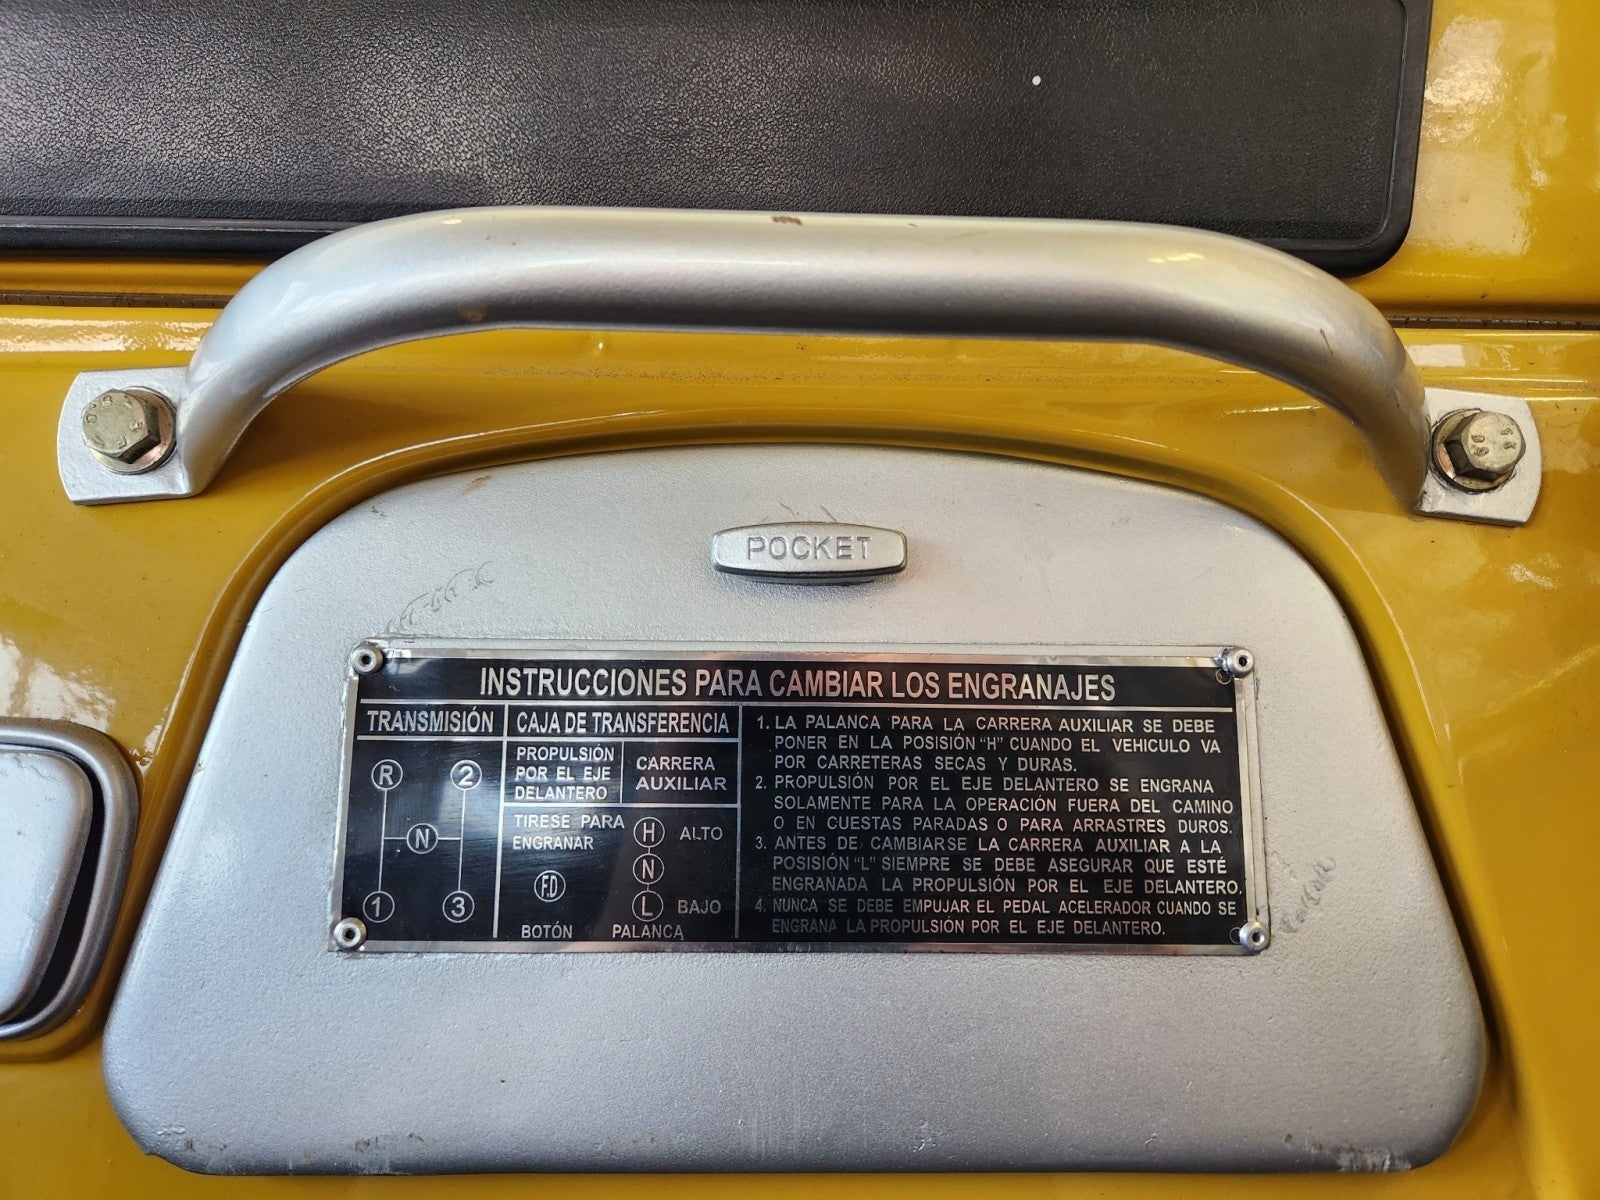 POCKET
INSTRUCCIONES PARA CAMBIAR LOS ENGRANAJES
TRANSMISIÓN
R
2
N
1
3
CAJA DE TRANSFERENCIA
PROPULSIÓN
POR EL EJE
DELANTERO
CARRERA
AUXILIAR
TIRESE PARA
ENGRANAR
F.D
BOTÓN
H ALTO
N
L BAJO
PALANCA
1. LA PALANCA PARA LA CARRERA AUXILIAR SE DEBE
PONER EN LA POSISIÓN "H" CUANDO EL VEHICULO VA
POR CARRETERAS SECAS Y DURAS.
2. PROPULSIÓN POR EL EJE DELANTERO SE ENGRANA
SOLAMENTE PARA LA OPERACIÓN FUERA DEL CAMINO
O EN CUESTAS PARADAS O PARA ARRASTRES DUROS.
3. ANTES DE CAMBIARSE LA CARRERA AUXILIAR A LA
POSISIÓN "L" SIEMPRE SE DEBE ASEGURAR QUE ESTÉ
ENGRANADA LA PROPULSIÓN POR EL EJE DELANTERO.
4. NUNCA SE DEBE EMPUJAR EL PEDAL ACELERADOR CUANDO SE
ENGRANA LA PROPULSIÓN POR EL EJE DELANTERO.